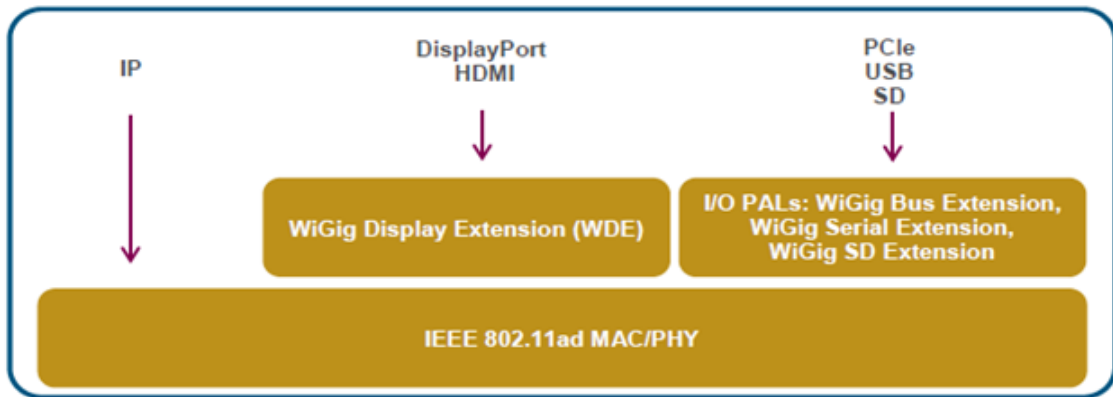 IP
DisplayPort
HDMI
PCIe
USB
SD
WiGig Display Extension (WDE)
I/O PALs: WiGig Bus Extension,
WiGig Serial Extension,
WiGig SD Extension
IEEE 802.11ad MAC/PHY